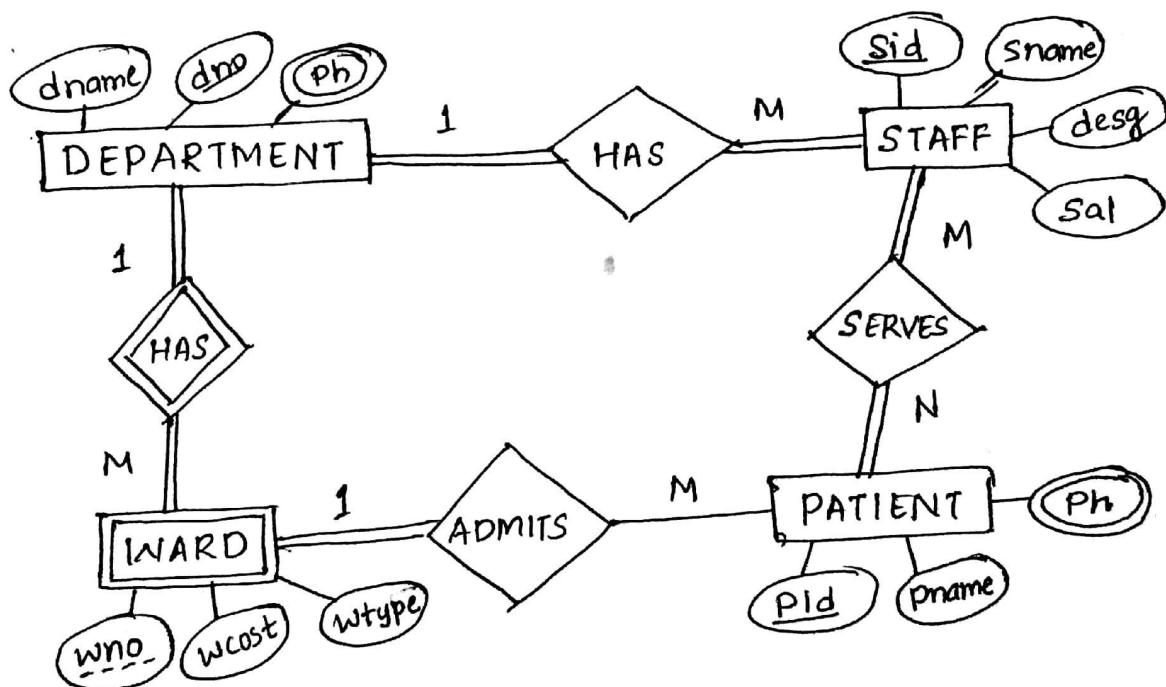 dname dno Ph
Sid Sname
desg
Sal
DEPARTMENT 1 HAS M STAFF
1 M
HAS SERVES
M N
WARD 1 ADMITS M PATIENT Ph
wno wcost wtype
Pid Pname